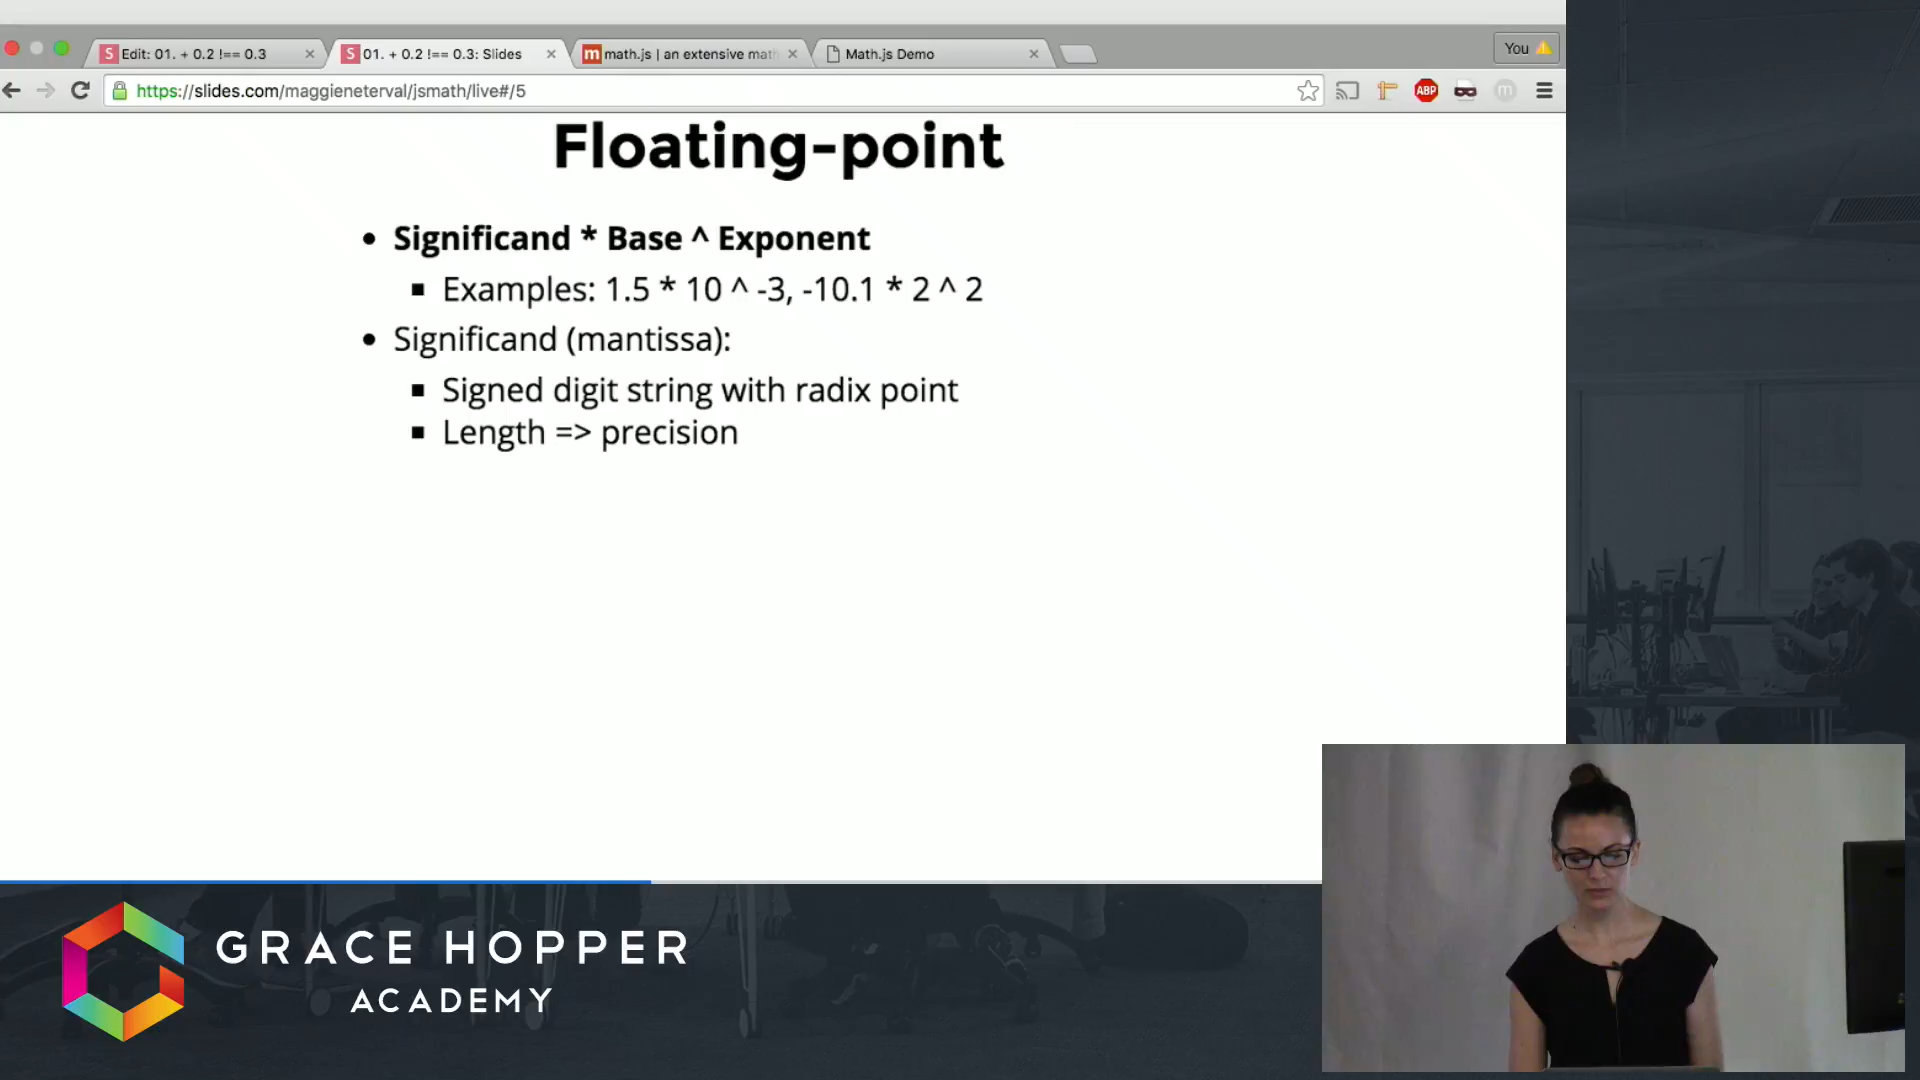 Edit: 01. + 0.2 !== 0.3
01. + 0.2 !== 0.3: Slides
math.js | an extensive mat
Math.js Demo
You
https://slides.com/maggieneterval/jsmath/live#/5
ABP
m
Floating-point
• Significand * Base ^ Exponent
▪ Examples: 1.5 * 10 ^ -3, -10.1 * 2 ^ 2
• Significand (mantissa):
▪ Signed digit string with radix point
▪ Length => precision
GRACE HOPPER
ACADEMY